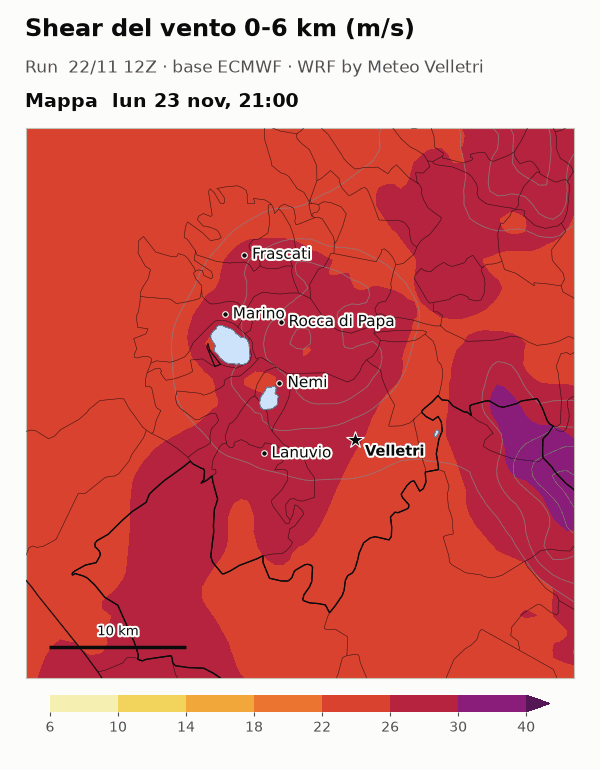 Shear del vento 0-6 km (m/s)
Run  22/11 12Z · base ECMWF · WRF by Meteo Velletri
Mappa  lun 23 nov, 21:00
Frascati
Marino
Rocca di Papa
Nemi
Velletri
Lanuvio
10 km
6 10 14 18 22 26 30 40